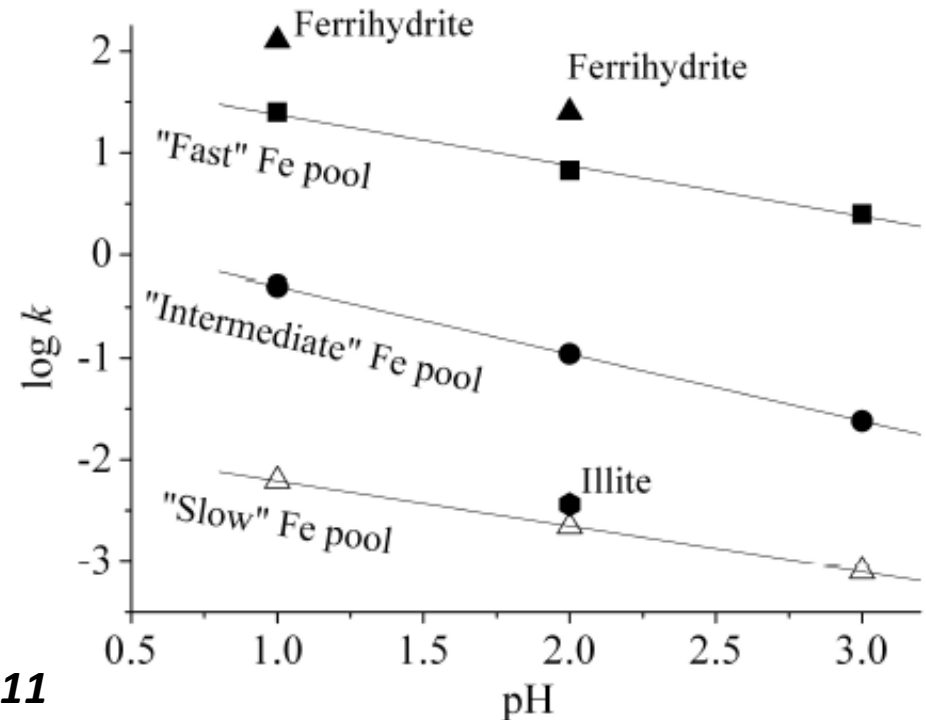 Ferrihydrite
2
Ferrihydrite
1
"Fast" Fe pool
0
"Intermediate" Fe pool
-1
log k
-2
Illite
"Slow" Fe pool
-3
0.5 1.0 1.5 2.0 2.5 3.0
pH
11